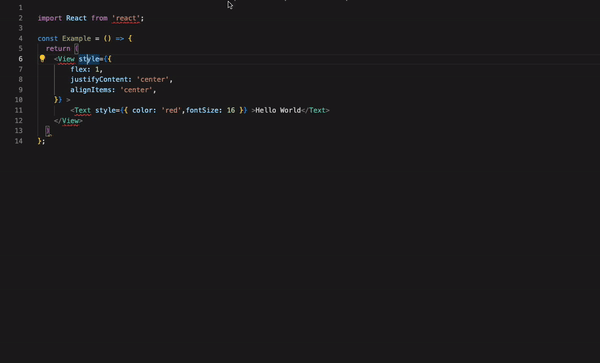 1
2 import React from 'react';
3
4 const Example = () => {
5 return (
6 <View style={{
7 flex: 1,
8 justifyContent: 'center',
9 alignItems: 'center',
10 }} >
11 <Text style={{ color: 'red',fontSize: 16 }} >Hello World</Text>
12 </View>
13 )
14 };